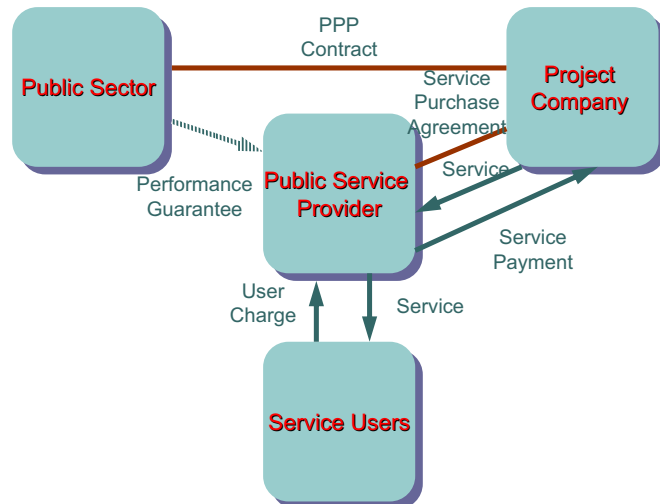 PPP
Contract
Public Sector
Project
Company
Service
Purchase
Agreement
Performance
Guarantee
Public Service
Provider
Service
Service
Payment
User
Charge
Service
Service Users